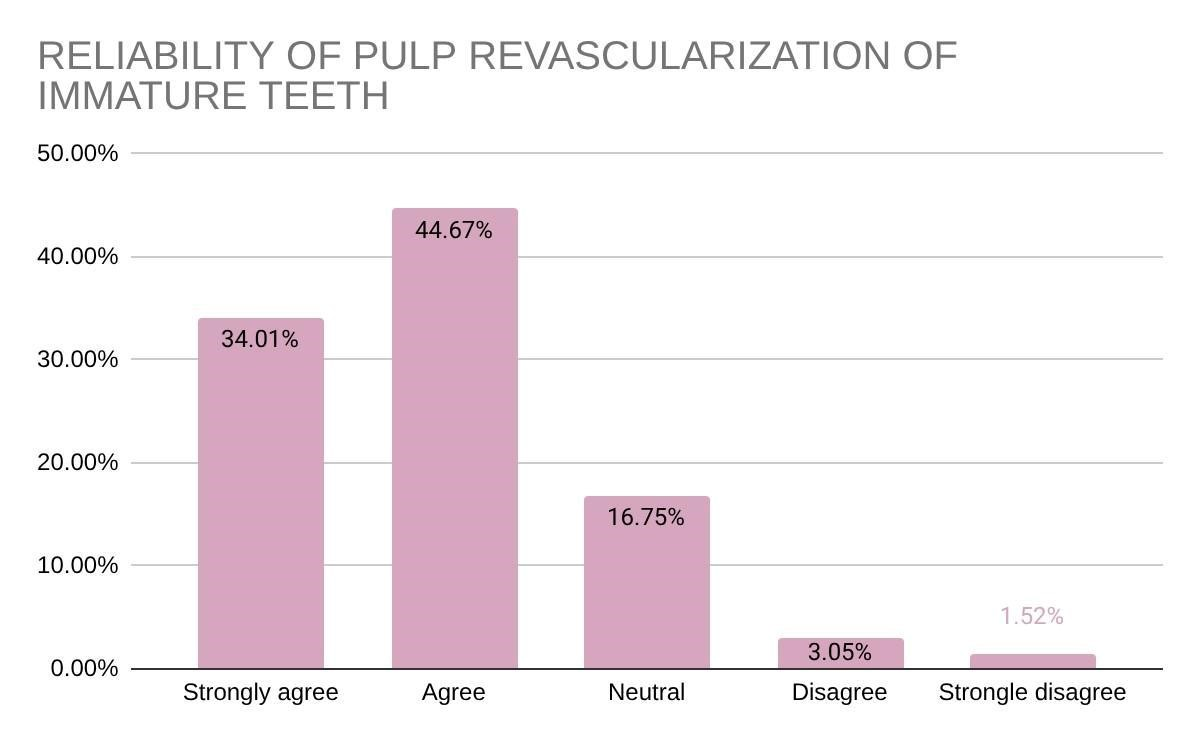 RELIABILITY OF PULP REVASCULARIZATION OF
IMMATURE TEETH
50.00%
40.00%
30.00%
20.00%
10.00%
0.00%
34.01%
44.67%
16.75%
3.05%
1.52%
Strongly agree
Agree
Neutral
Disagree
Strongle disagree